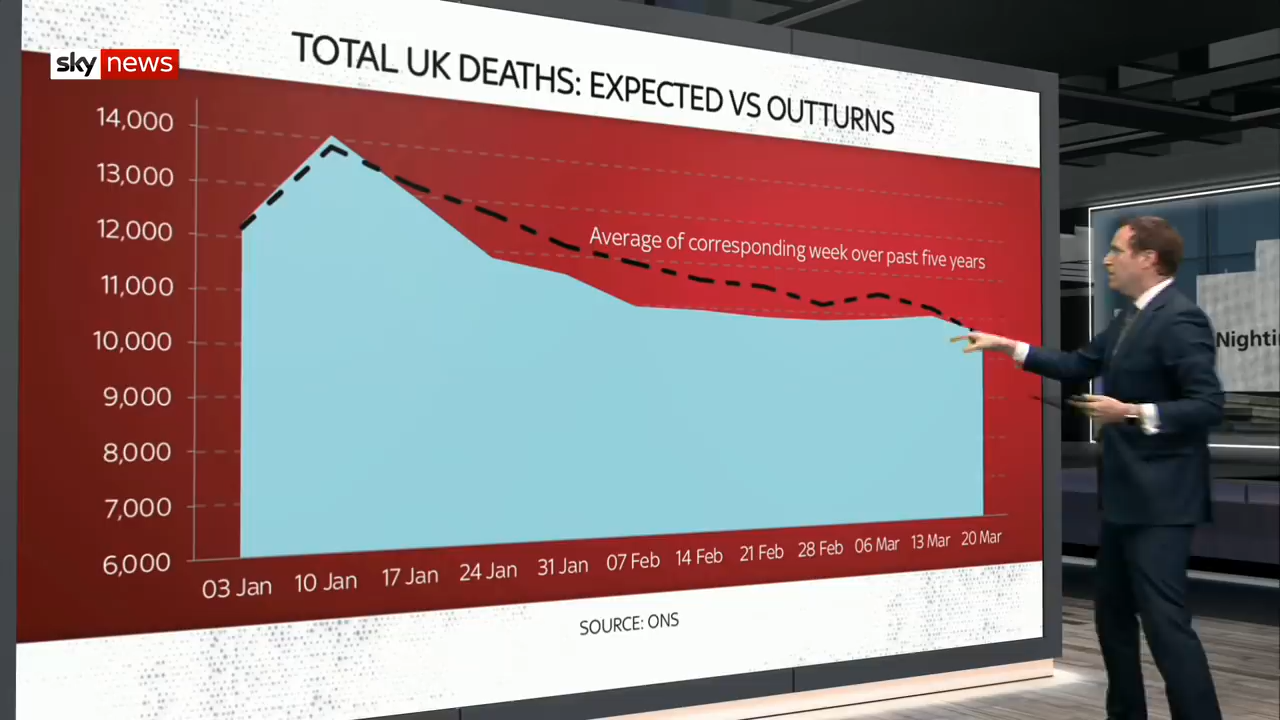 sky news
TOTAL UK DEATHS: EXPECTED VS OUTTURNS
14,000
13,000
12,000
11,000
10,000
9,000
8,000
7,000
6,000
Average of corresponding week over past five years
03 Jan 10 Jan 17 Jan 24 Jan 31 Jan 07 Feb 14 Feb 21 Feb 28 Feb 06 Mar 13 Mar 20 Mar
SOURCE: ONS